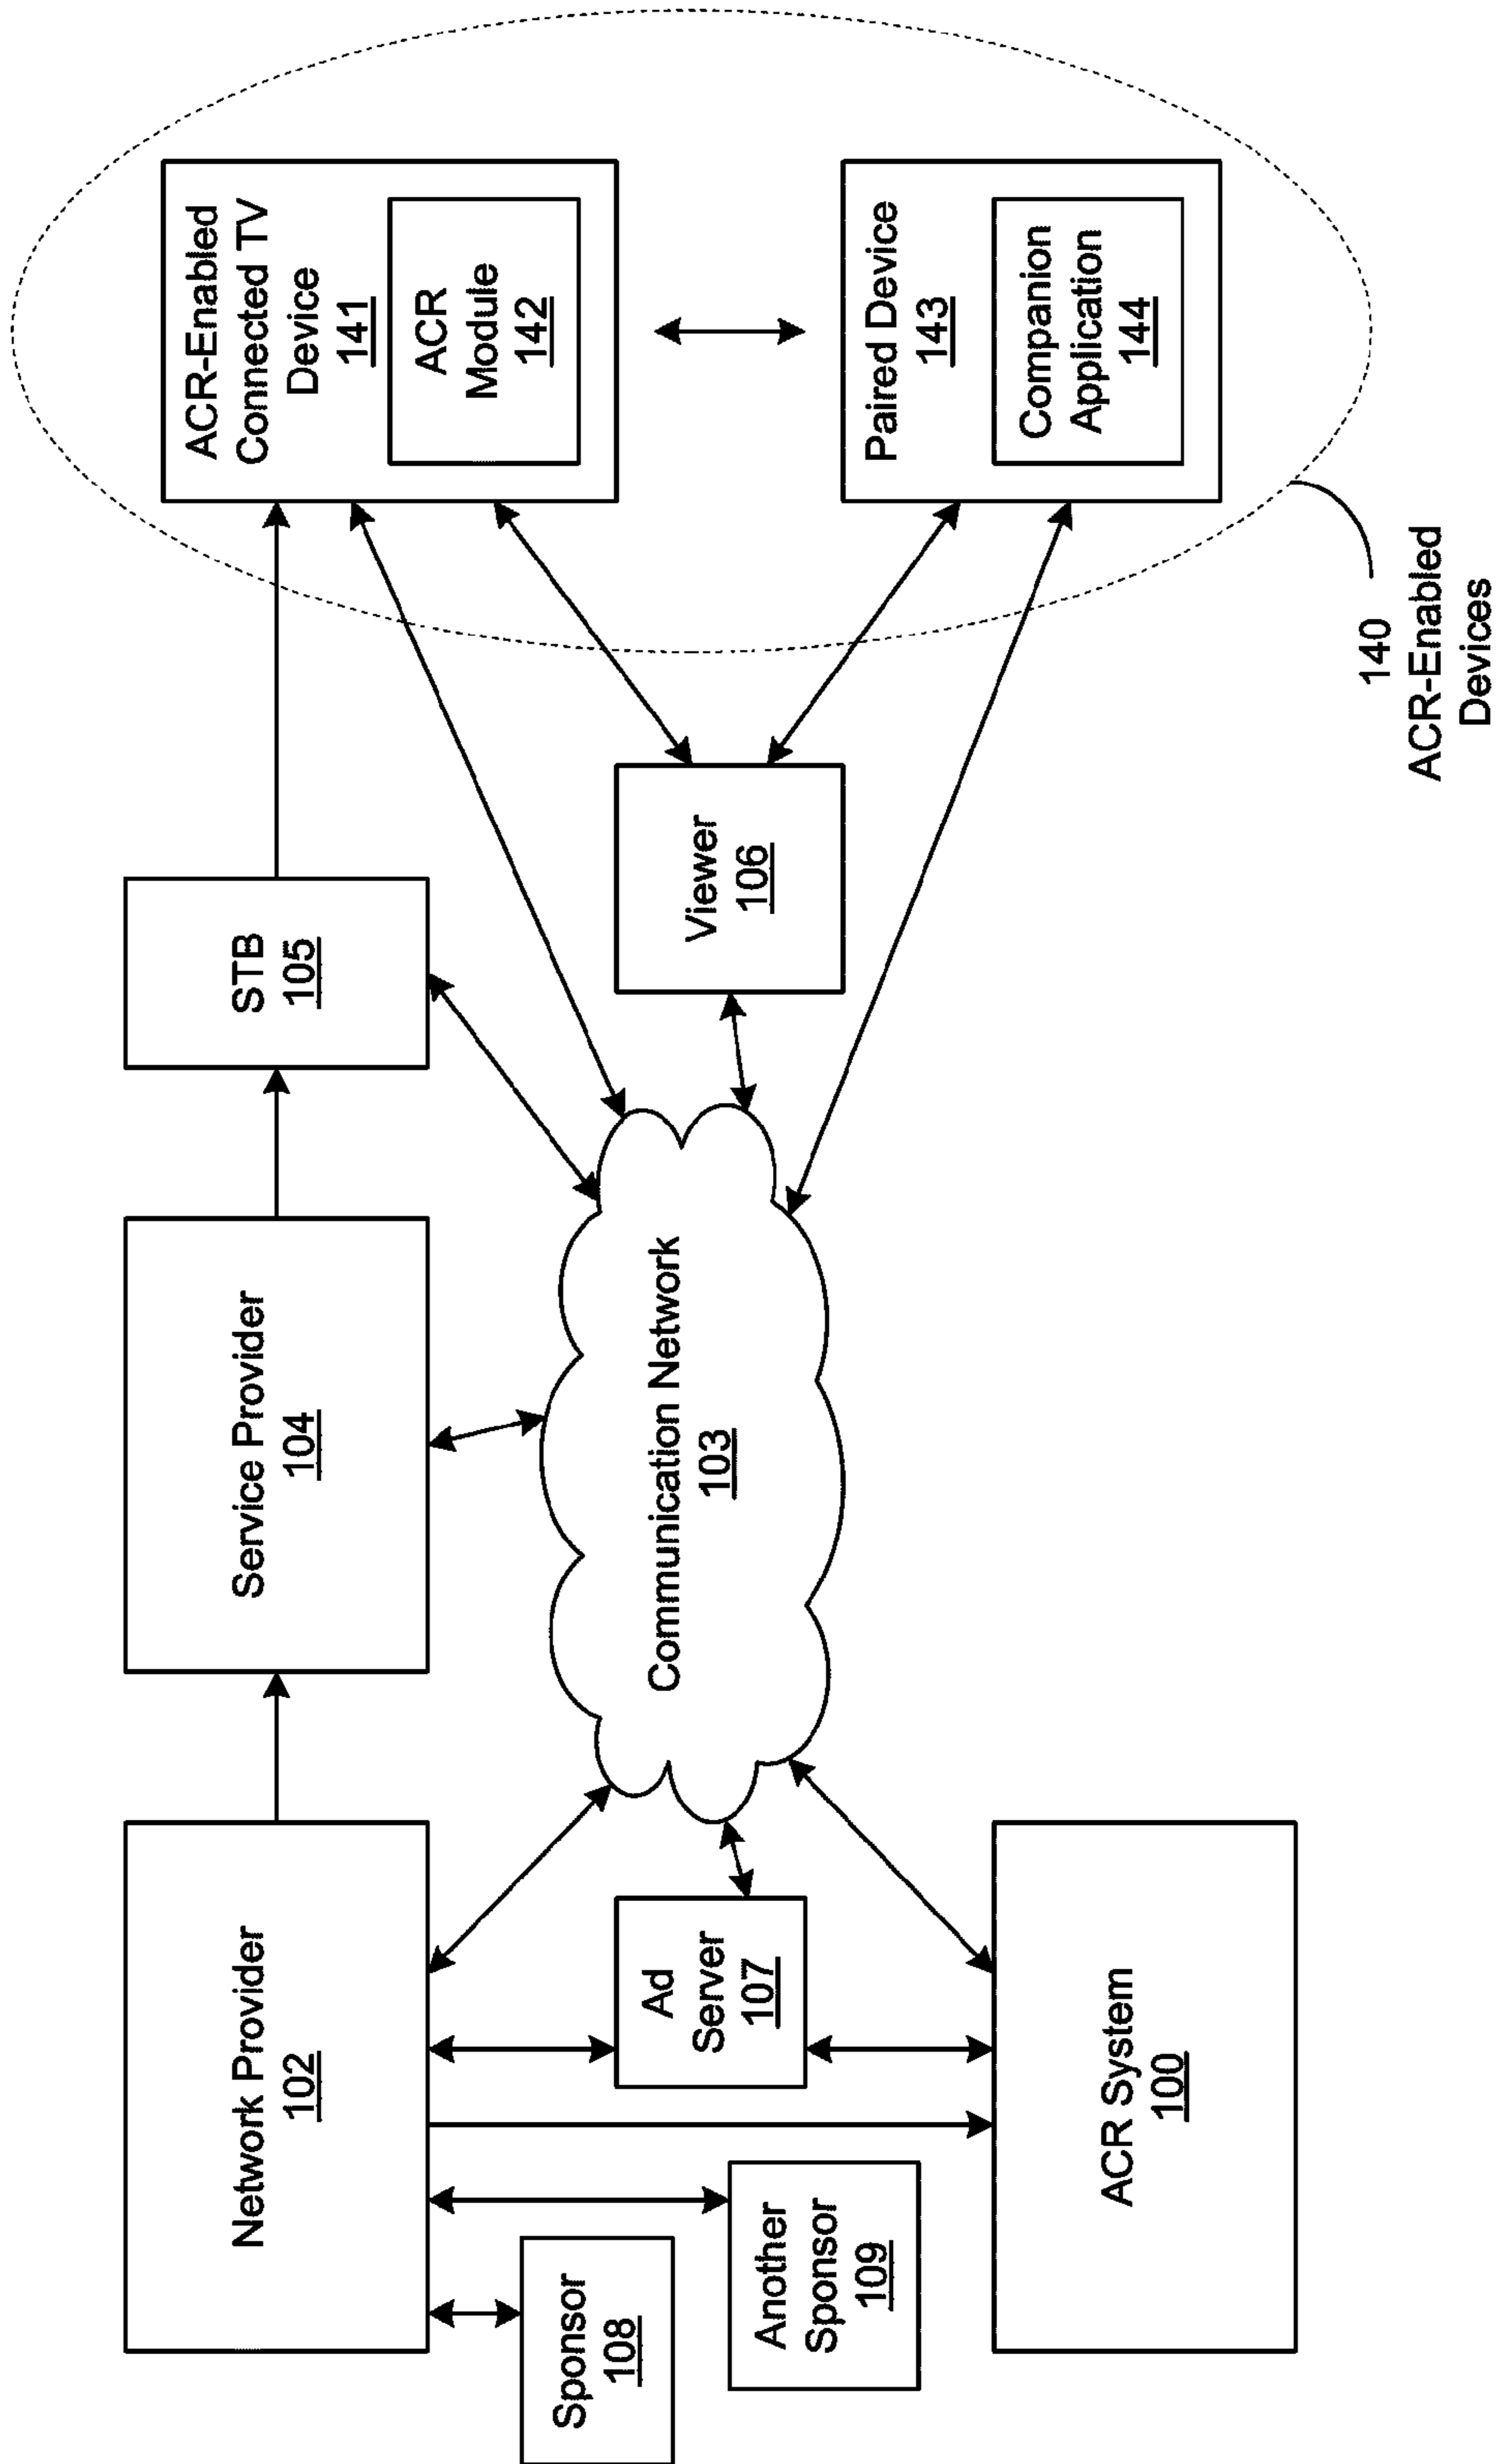 Network Provider
102
Service Provider
104
STB
105
ACR-Enabled
Connected TV
Device
141
ACR
Module
142
Sponsor
108
Another
Sponsor
109
Ad
Server
107
Communication Network
103
Viewer
106
Paired Device
143
Companion
Application
144
ACR System
100
140
ACR-Enabled
Devices